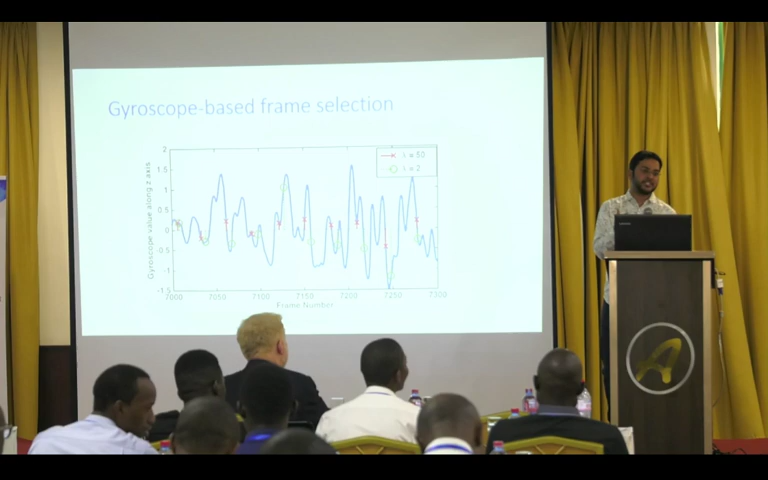 Gyroscope-based frame selection
λ = 50
λ = 2
Gyroscope value along z axis
2
1.5
1
0.5
0
-0.5
-1
-1.5
7000
7050
7100
7150
7200
7250
7300
Frame Number
A